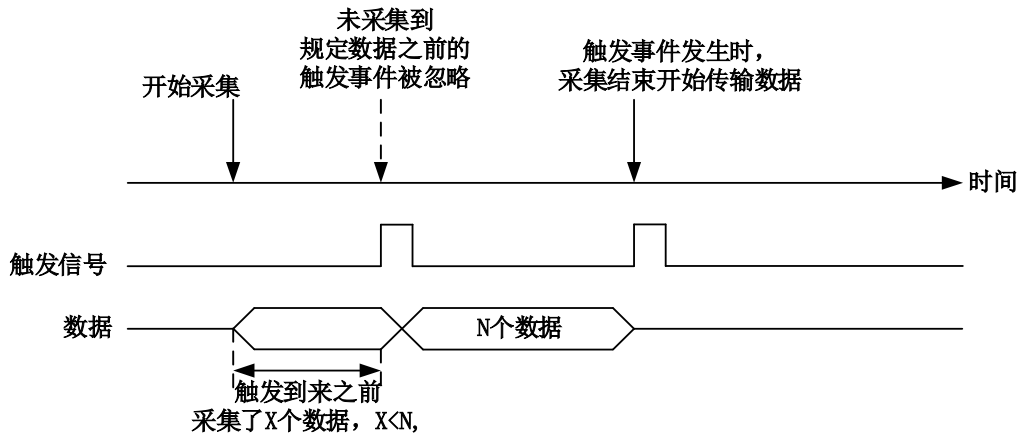 未采集到
规定数据之前的
触发事件被忽略
触发事件发生时,
采集结束开始传输数据
开始采集
时间
触发信号
数据
N个数据
触发到来之前
采集了X个数据，X<N,